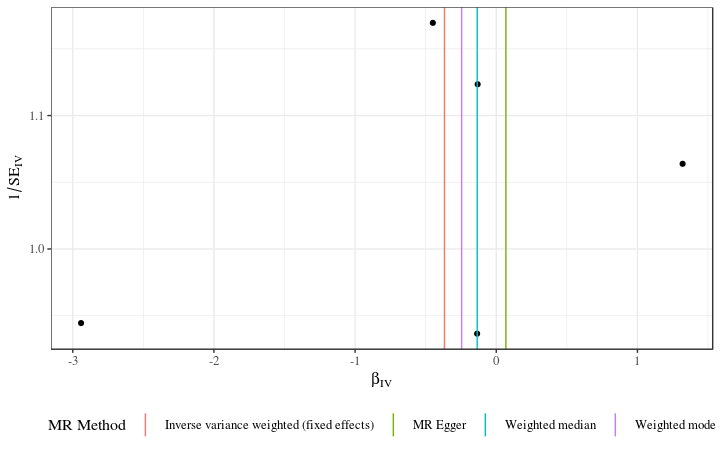 1/SE_IV
1.1
1.0
-3 -2 -1 0 1
β_IV
MR Method Inverse variance weighted (fixed effects) MR Egger Weighted median Weighted mode